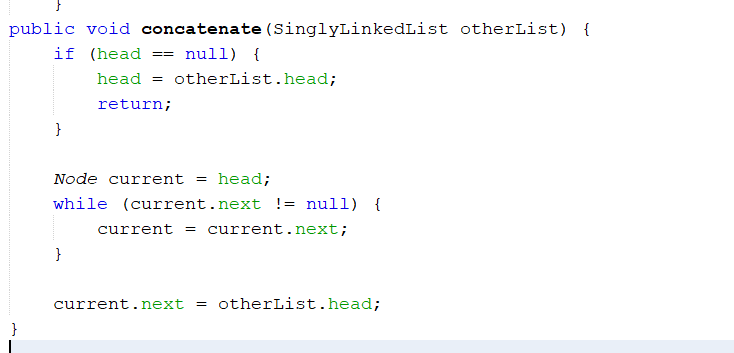 }
public void concatenate(SinglyLinkedList otherList) {
    if (head == null) {
        head = otherList.head;
        return;
    }

    Node current = head;
    while (current.next != null) {
        current = current.next;
    }

    current.next = otherList.head;
}